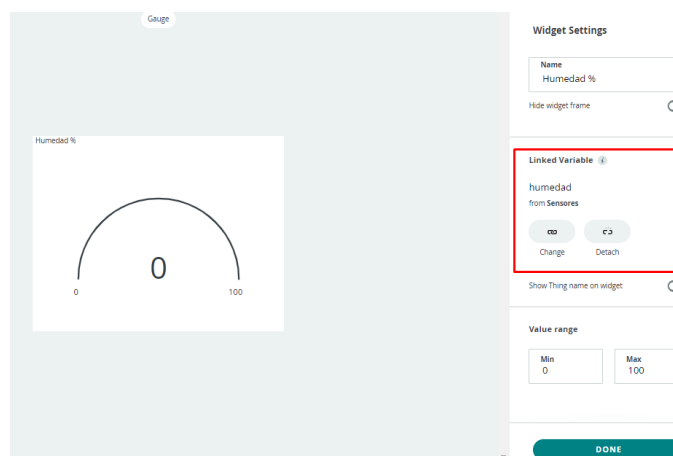 Gauge
Humedad %
0
0
100
Widget Settings
Name
Humedad %
Hide widget frame
Linked Variable i
humedad
from Sensores
Change
Detach
Show Thing name on widget
Value range
Min
0
Max
100
DONE